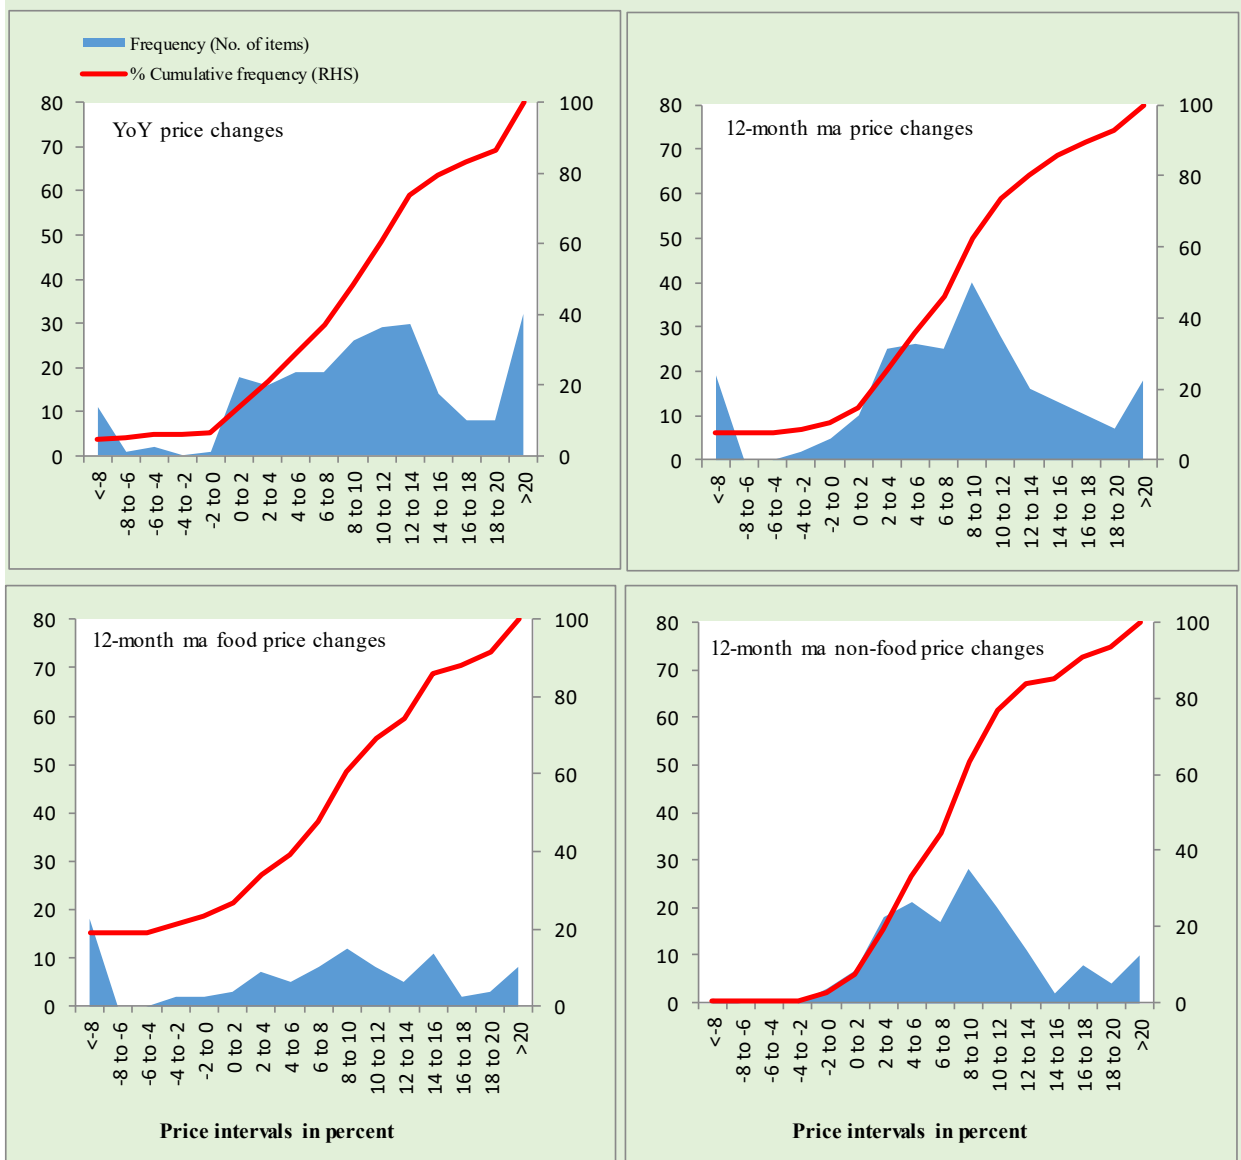 Frequency (No. of items)
% Cumulative frequency (RHS)
YoY price changes
80
70
60
50
40
30
20
10
0
100
80
60
40
20
0
<-8
-8 to -6
-6 to -4
-4 to -2
-2 to 0
0 to 2
2 to 4
4 to 6
6 to 8
8 to 10
10 to 12
12 to 14
14 to 16
16 to 18
18 to 20
>20
12-month ma price changes
80
70
60
50
40
30
20
10
0
100
80
60
40
20
0
<-8
-8 to -6
-6 to -4
-4 to -2
-2 to 0
0 to 2
2 to 4
4 to 6
6 to 8
8 to 10
10 to 12
12 to 14
14 to 16
16 to 18
18 to 20
>20
12-month ma food price changes
80
70
60
50
40
30
20
10
0
100
80
60
40
20
0
<-8
-8 to -6
-6 to -4
-4 to -2
-2 to 0
0 to 2
2 to 4
4 to 6
6 to 8
8 to 10
10 to 12
12 to 14
14 to 16
16 to 18
18 to 20
>20
Price intervals in percent
12-month ma non-food price changes
80
70
60
50
40
30
20
10
0
100
80
60
40
20
0
<-8
-8 to -6
-6 to -4
-4 to -2
-2 to 0
0 to 2
2 to 4
4 to 6
6 to 8
8 to 10
10 to 12
12 to 14
14 to 16
16 to 18
18 to 20
>20
Price intervals in percent